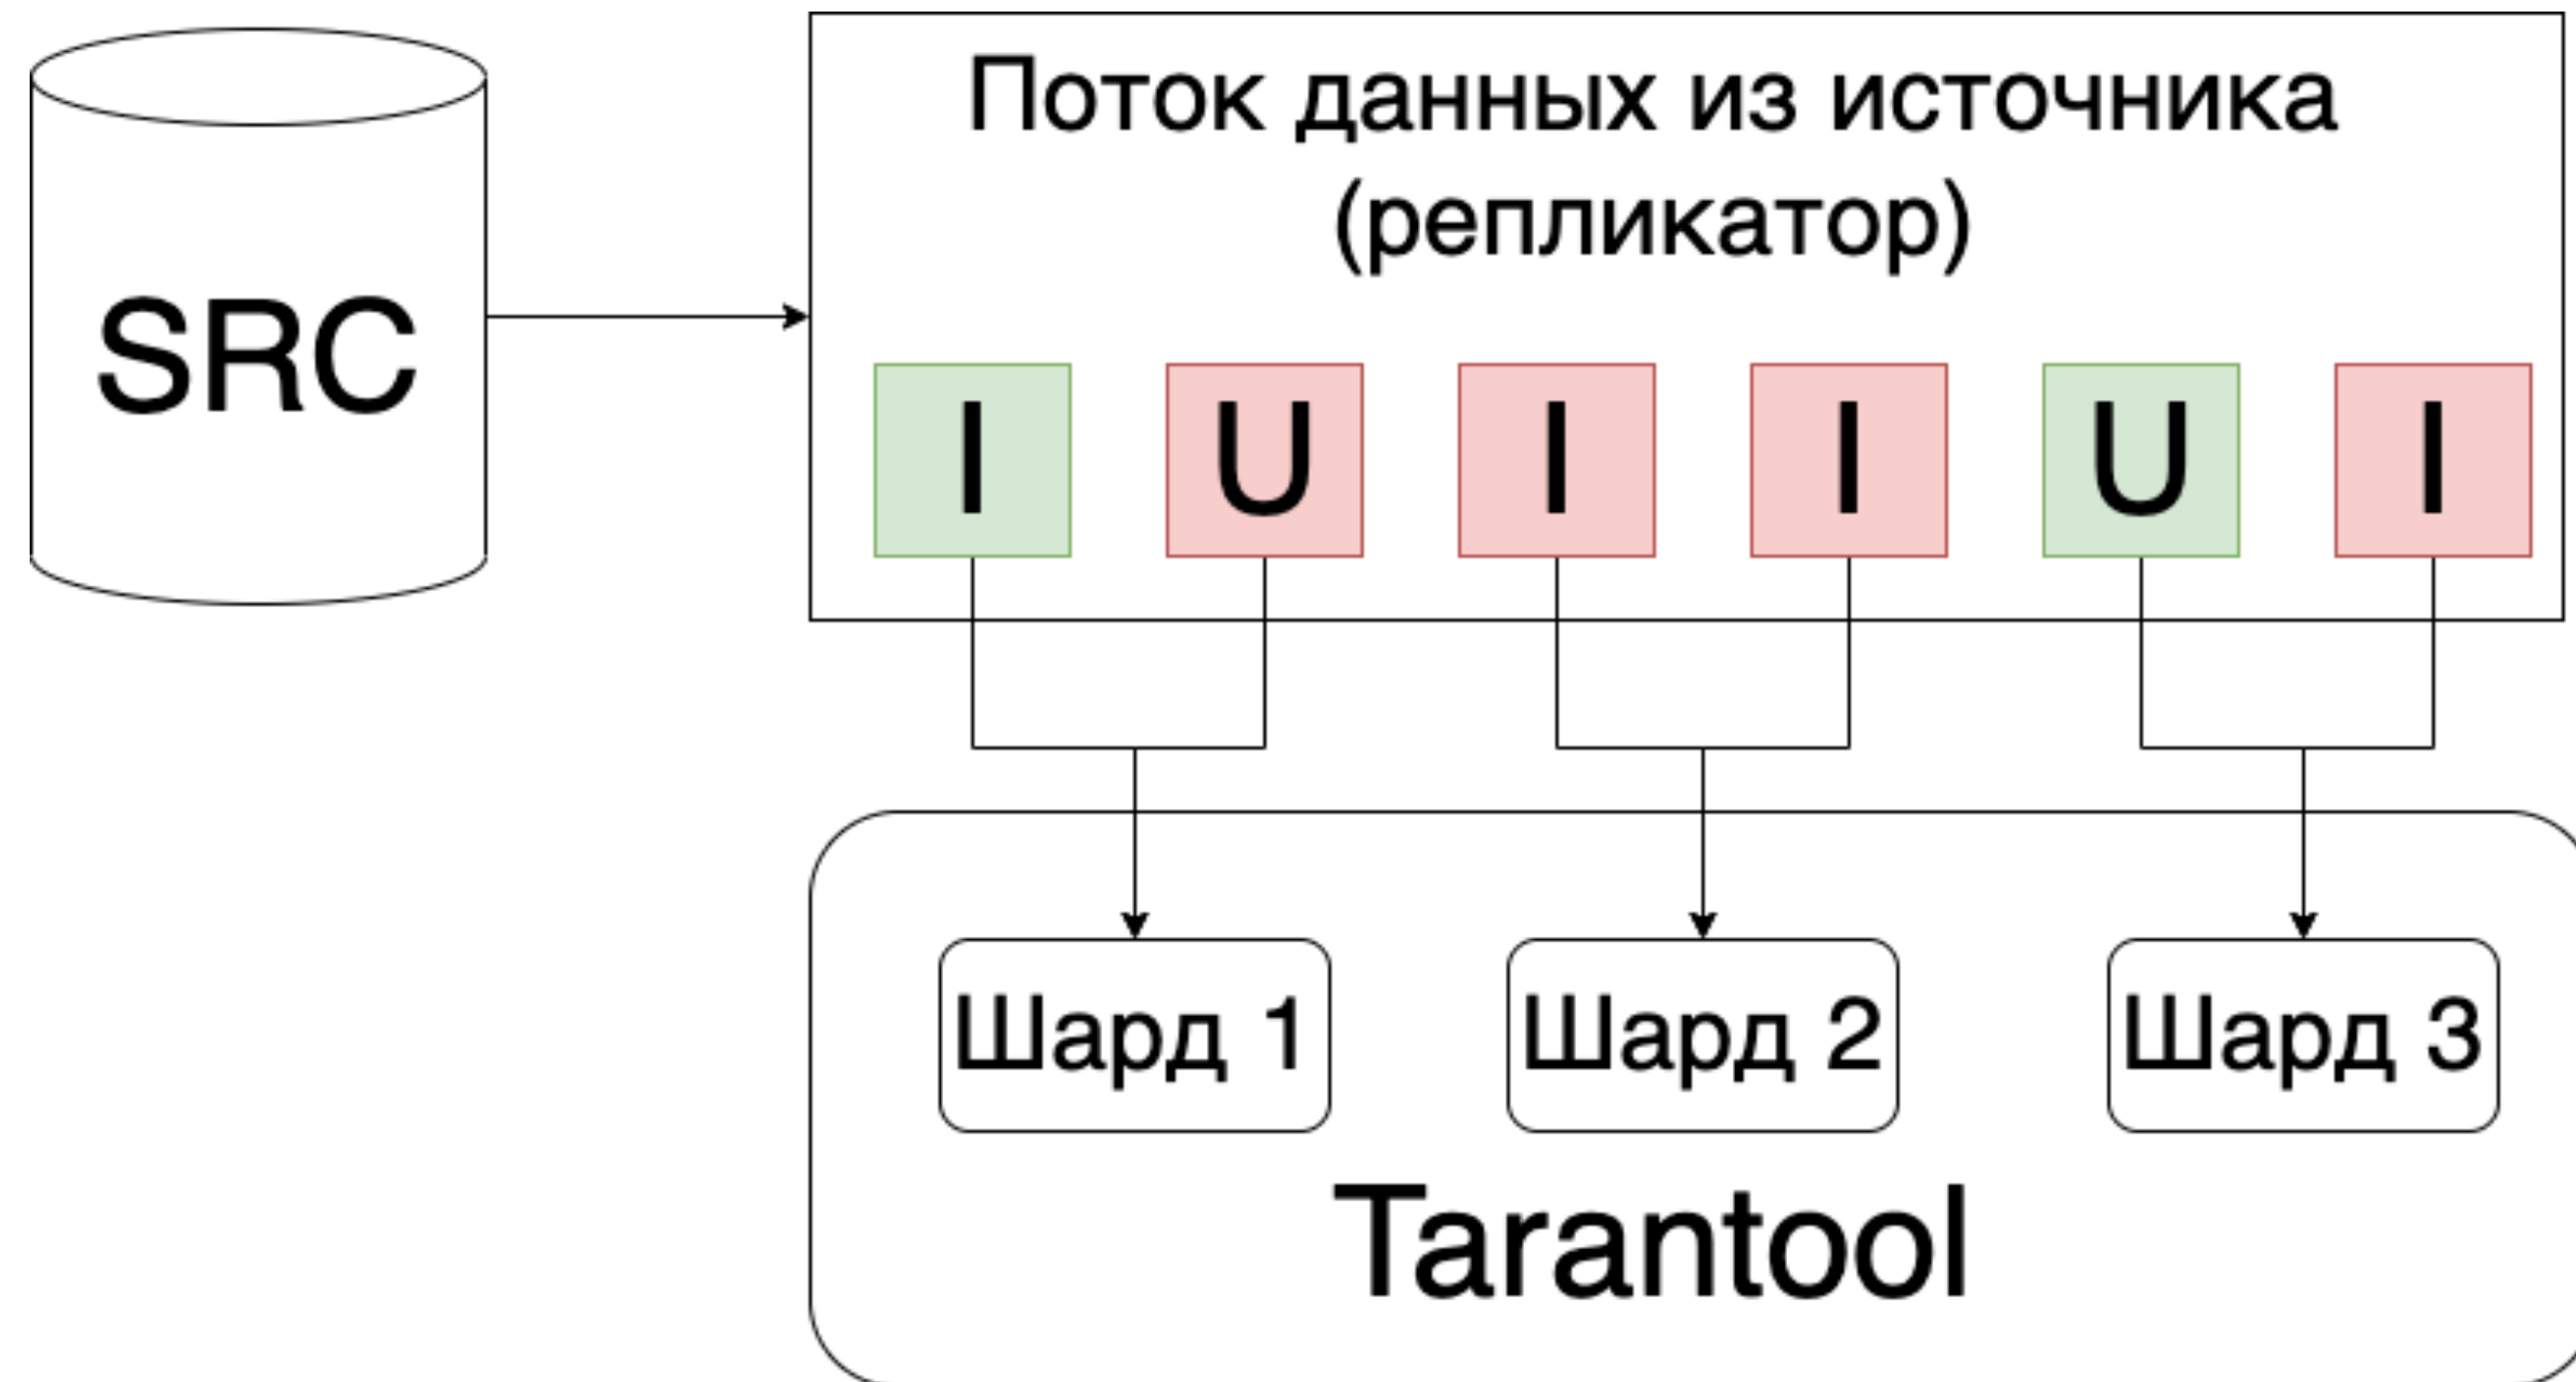 SRC
Поток данных из источника
(репликатор)
I U I I U I
Шард 1 Шард 2 Шард 3
Tarantool